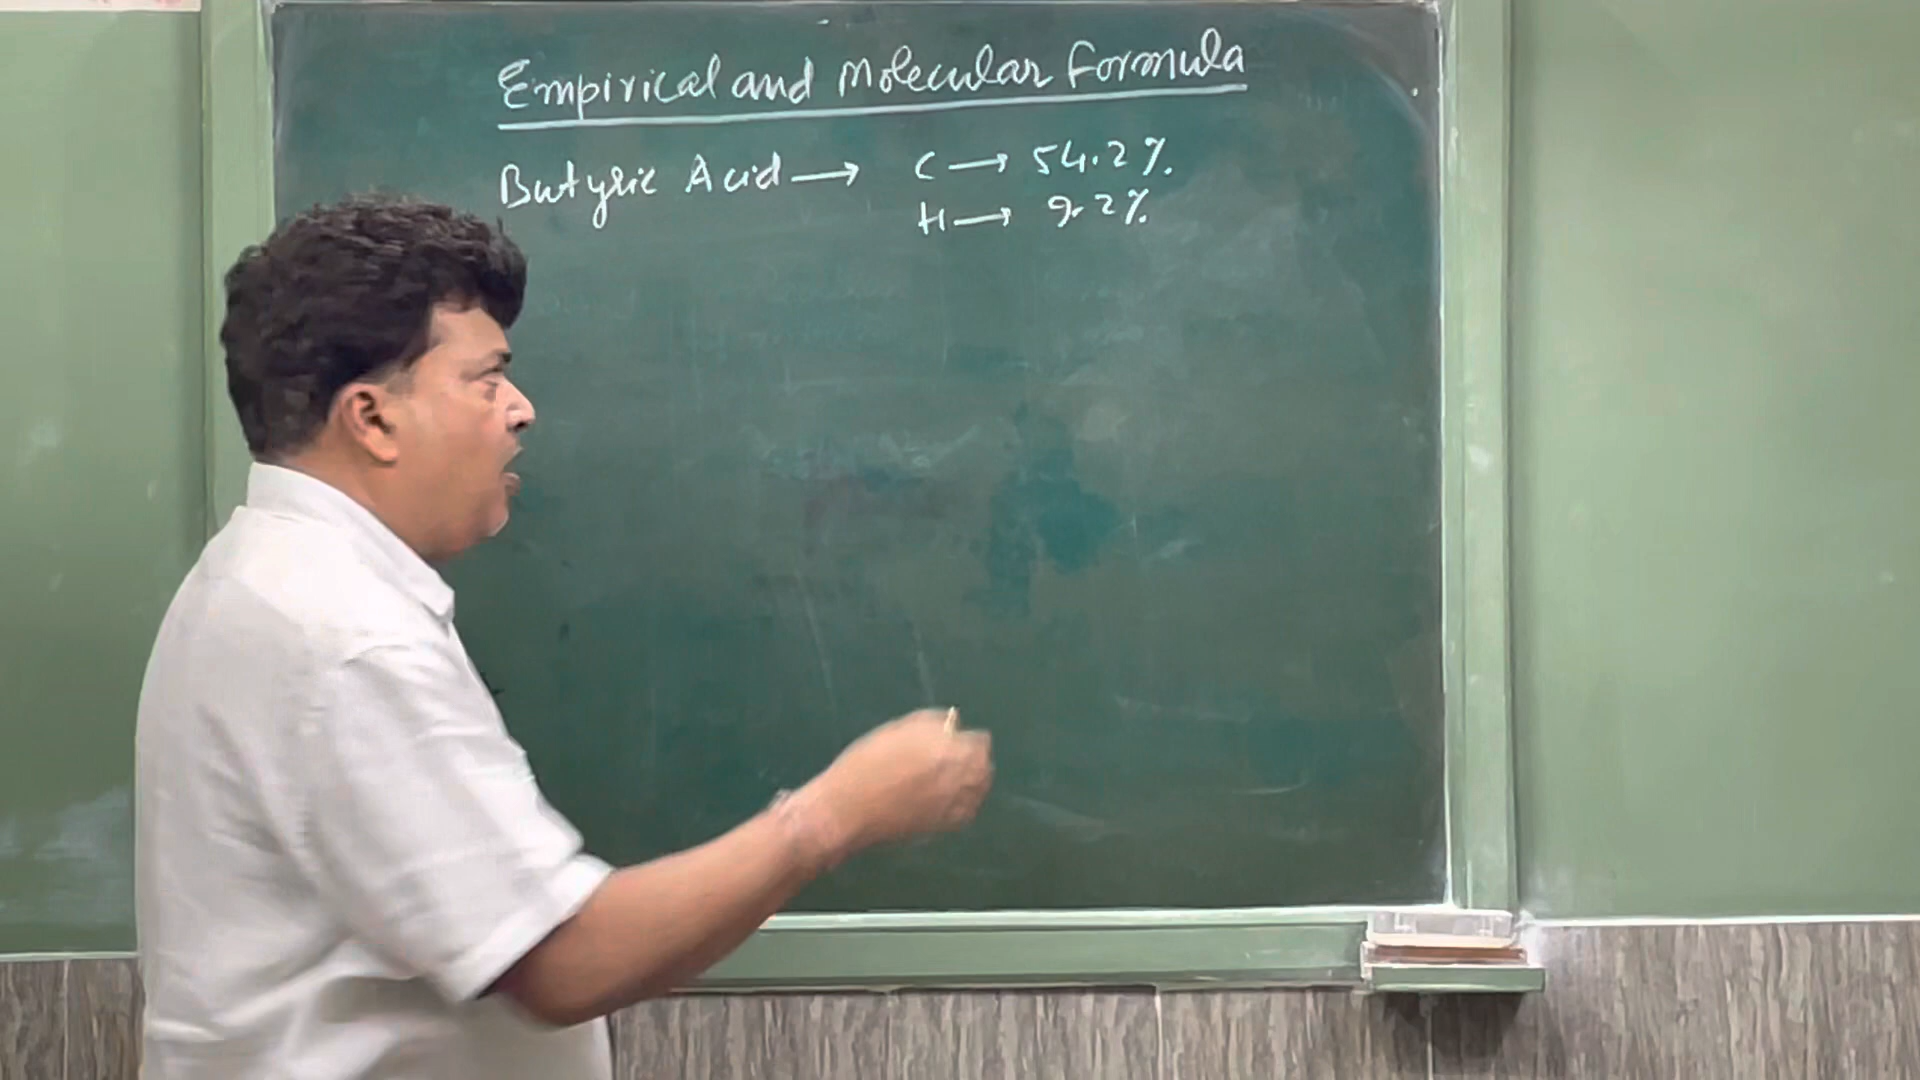 Empirical and Molecular Formula
Butyric Acid → C → 54.2%.
H → 9.2%.